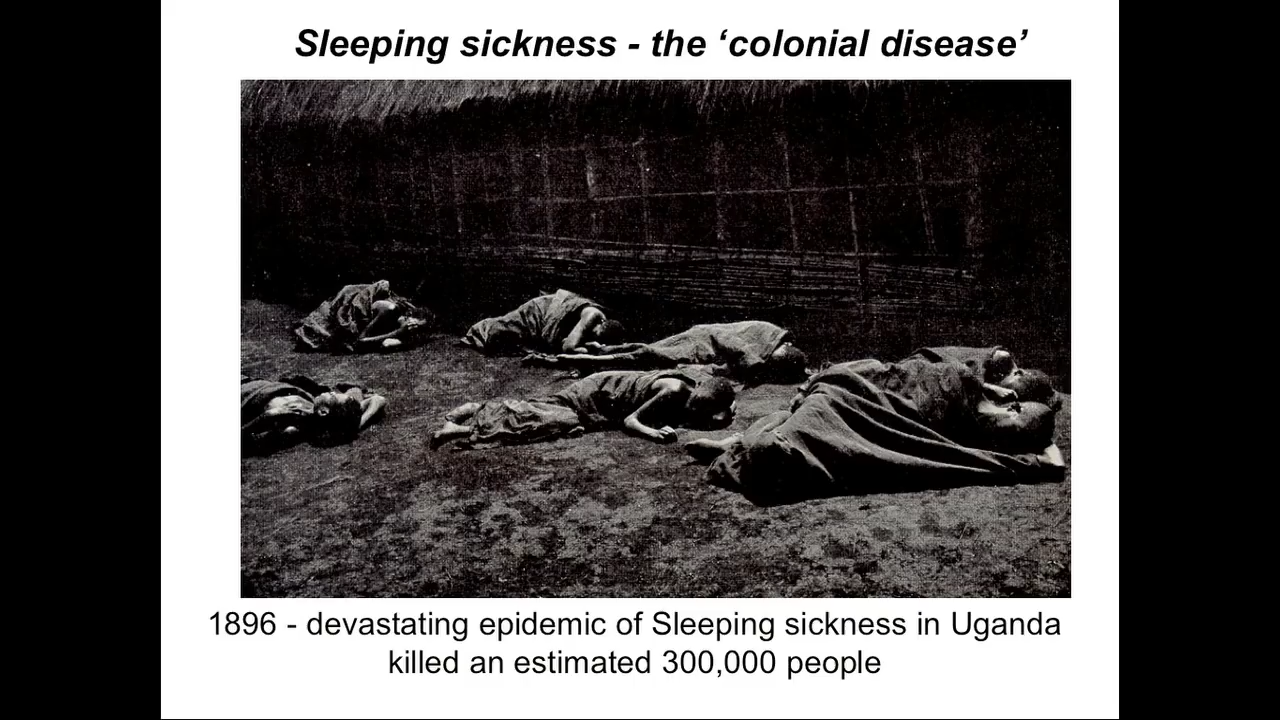 Sleeping sickness - the ‘colonial disease’
1896 - devastating epidemic of Sleeping sickness in Uganda
killed an estimated 300,000 people